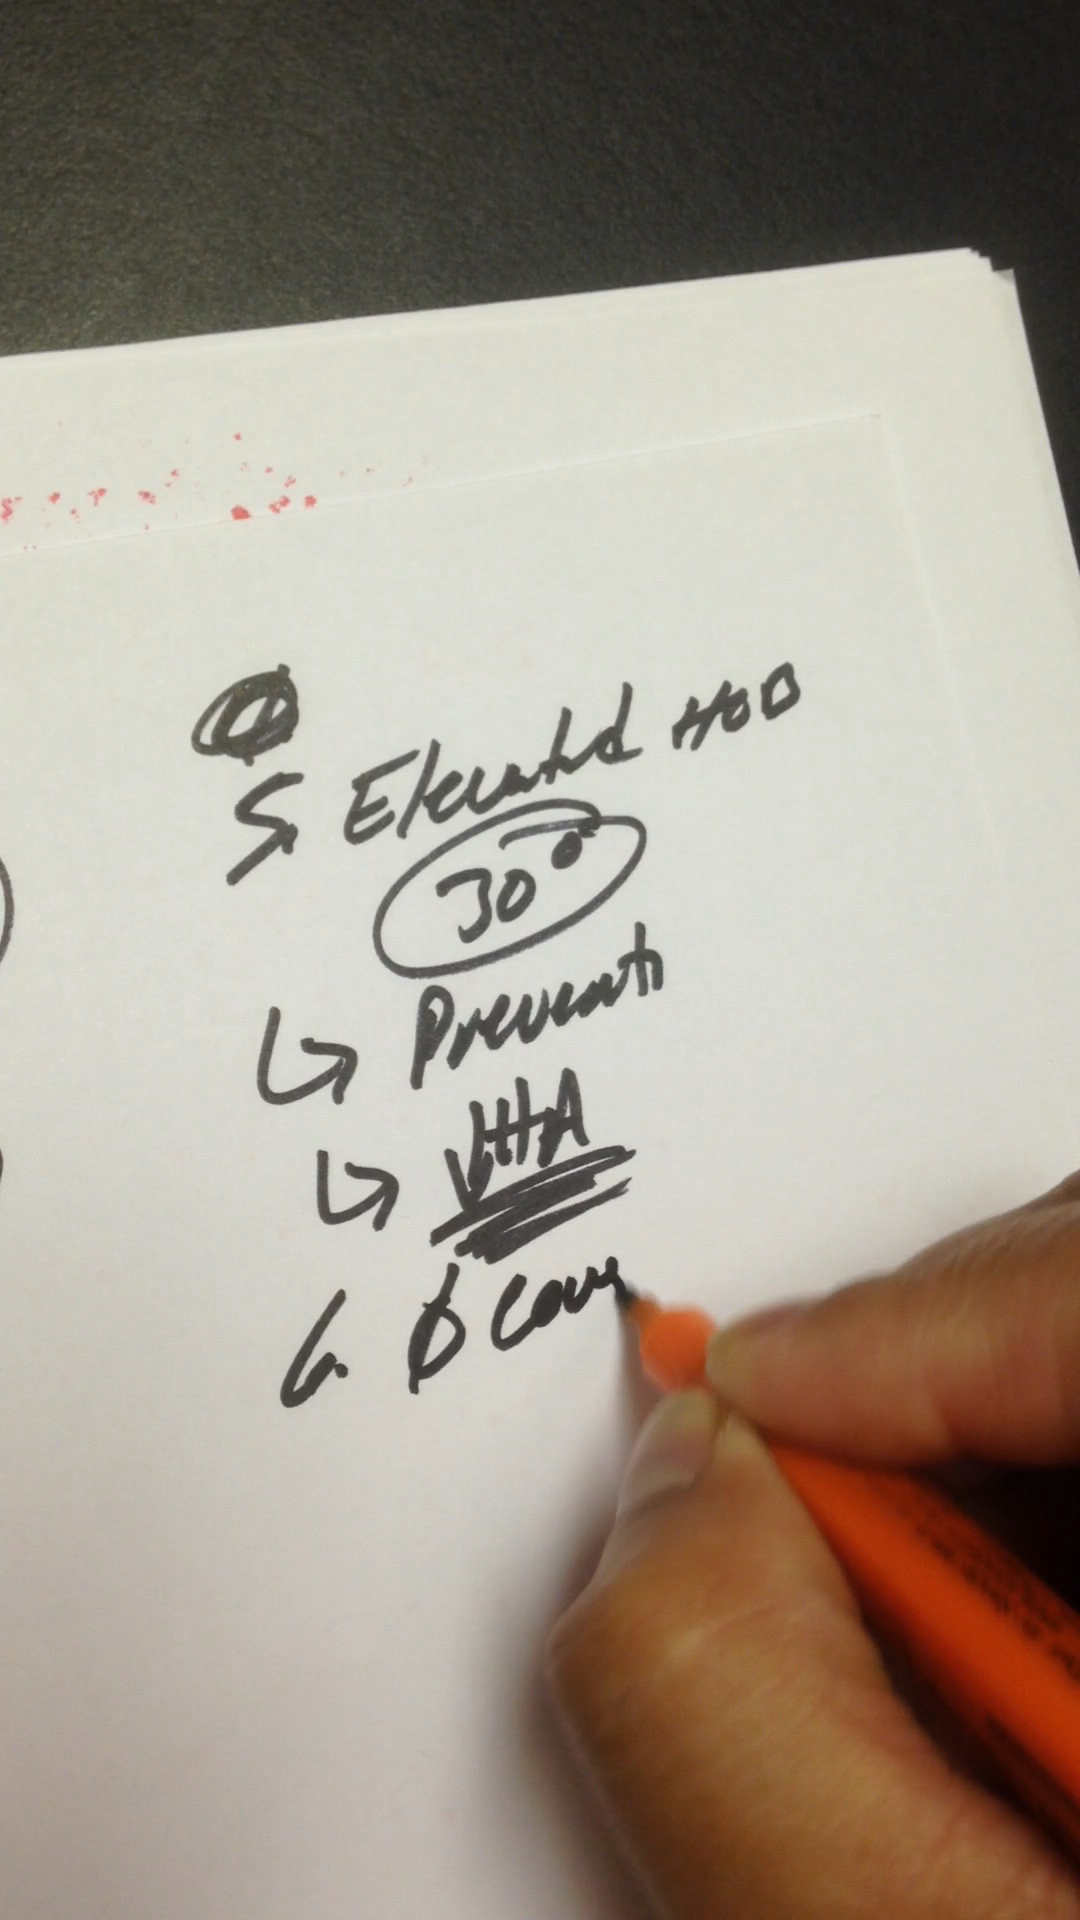 5. Elevated HOB
30°
↳ Prevent
↳
6. ∅ Cov